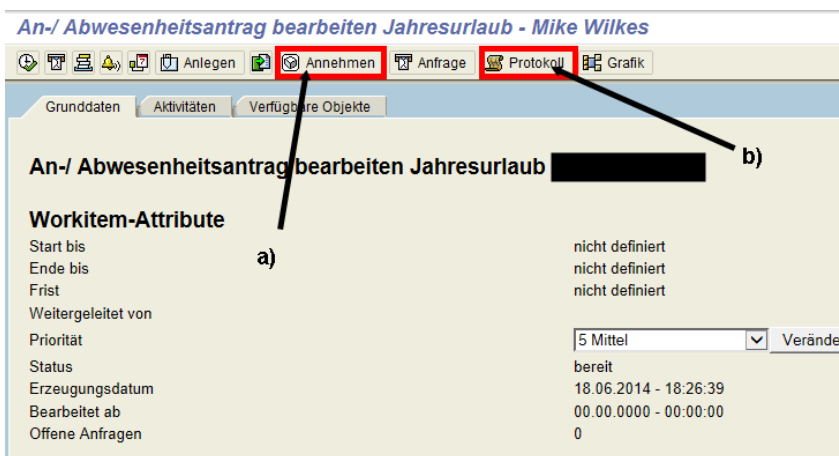 An-/ Abwesenheitsantrag bearbeiten Jahresurlaub - Mike Wilkes
Anlegen Annehmen Anfrage Protokoll Grafik
Grunddaten Aktivitäten Verfügbare Objekte
b)
An-/ Abwesenheitsantrag bearbeiten Jahresurlaub
Workitem-Attribute
a)
Start bis nicht definiert
Ende bis nicht definiert
Frist nicht definiert
Weitergeleitet von
Priorität 5 Mittel Verände
Status bereit
Erzeugungsdatum 18.06.2014 - 18:26:39
Bearbeitet ab 00.00.0000 - 00:00:00
Offene Anfragen 0